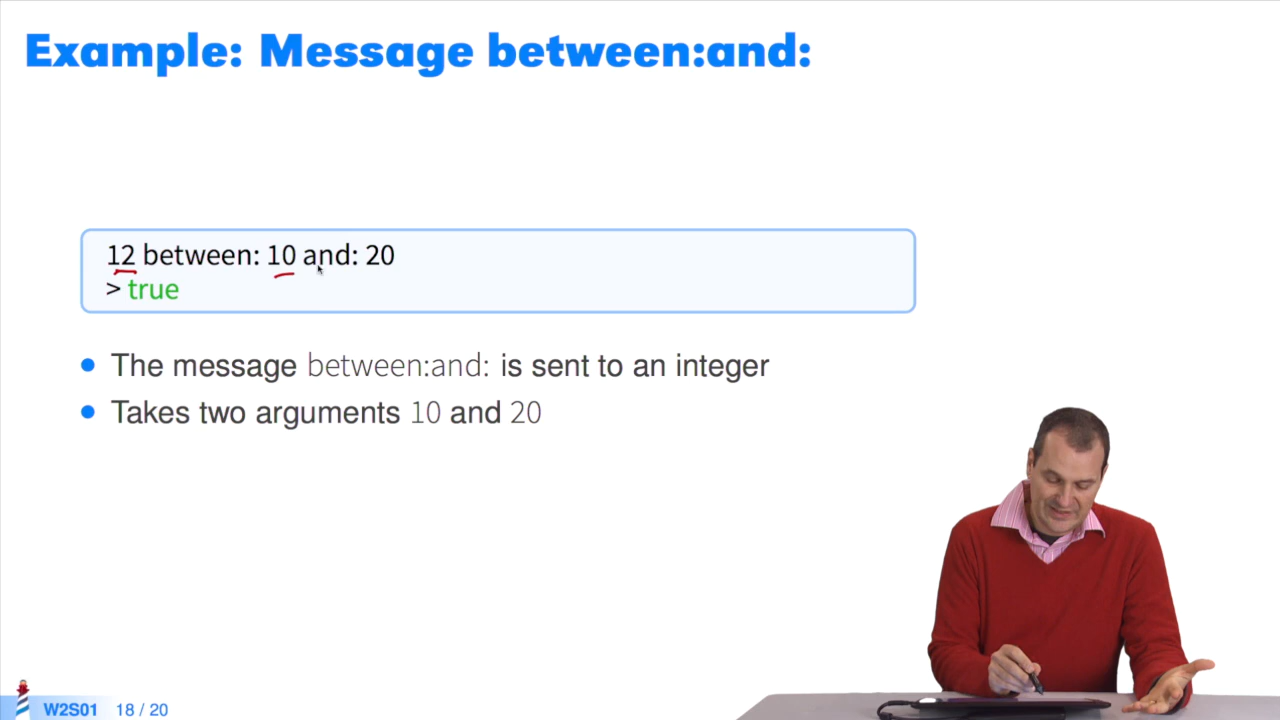 Example: Message between:and:
12 between: 10 and: 20
> true
The message between:and: is sent to an integer
Takes two arguments 10 and 20
W2S01 18 / 20